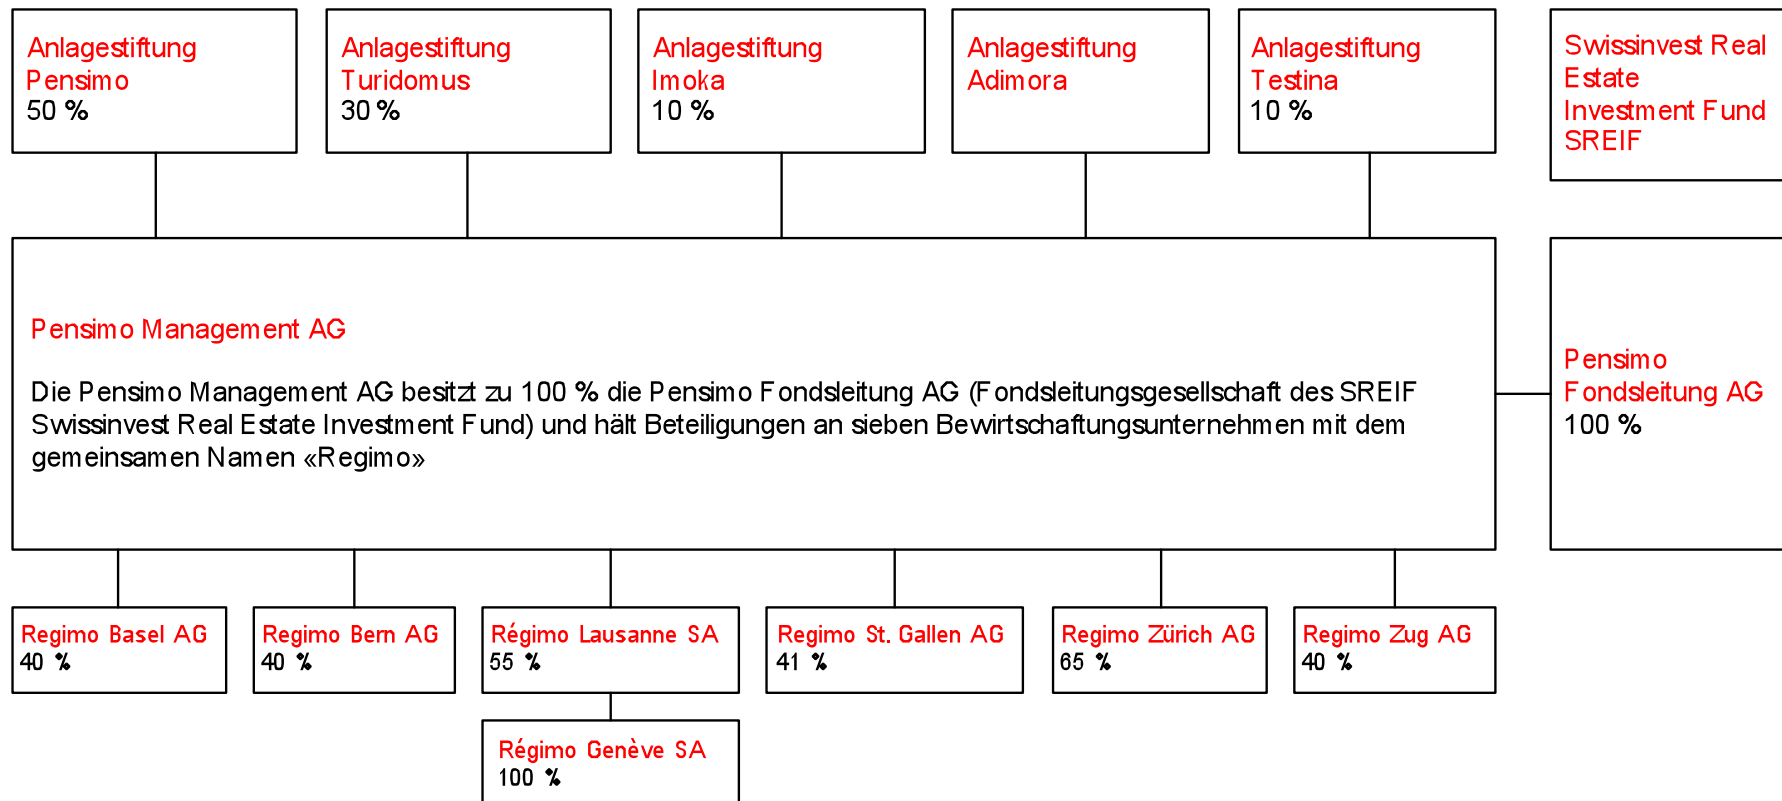 Anlagestiftung
Pensimo
50 %
Anlagestiftung
Turidomus
30 %
Anlagestiftung
Imoka
10 %
Anlagestiftung
Adimora
Anlagestiftung
Testina
10 %
Swissinvest Real
Estate
Investment Fund
SREIF
Pensimo Management AG
Die Pensimo Management AG besitzt zu 100 % die Pensimo Fondsleitung AG (Fondsleitungsgesellschaft des SREIF
Swissinvest Real Estate Investment Fund) und hält Beteiligungen an sieben Bewirtschaftungsunternehmen mit dem
gemeinsamen Namen «Regimo»
Pensimo
Fondsleitung AG
100 %
Regimo Basel AG
40 %
Regimo Bern AG
40 %
Régimo Lausanne SA
55 %
Regimo St. Gallen AG
41 %
Regimo Zürich AG
65 %
Regimo Zug AG
40 %
Régimo Genève SA
100 %